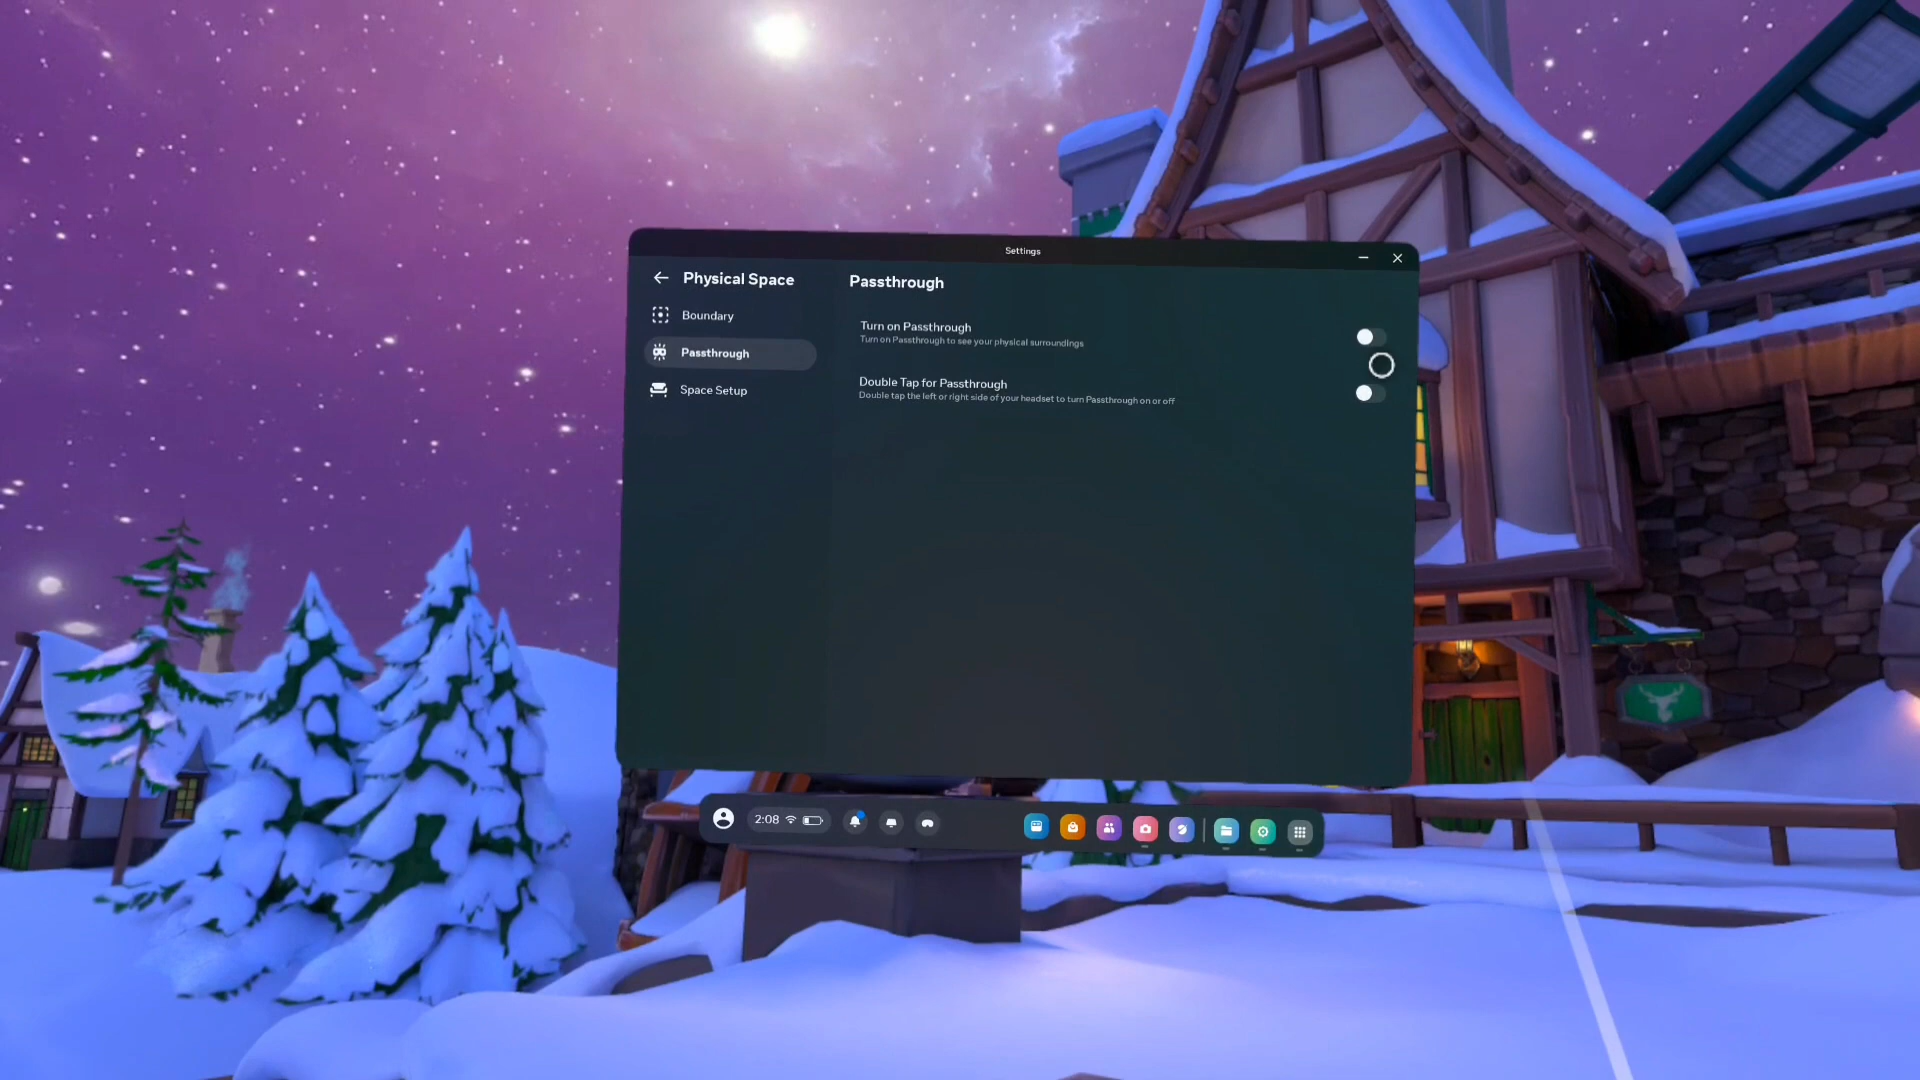 Settings
Physical Space
Boundary
Passthrough
Space Setup
Passthrough
Turn on Passthrough
Turn on Passthrough to see your physical surroundings
Double Tap for Passthrough
Double tap the left or right side of your headset to turn Passthrough on or off
2:08